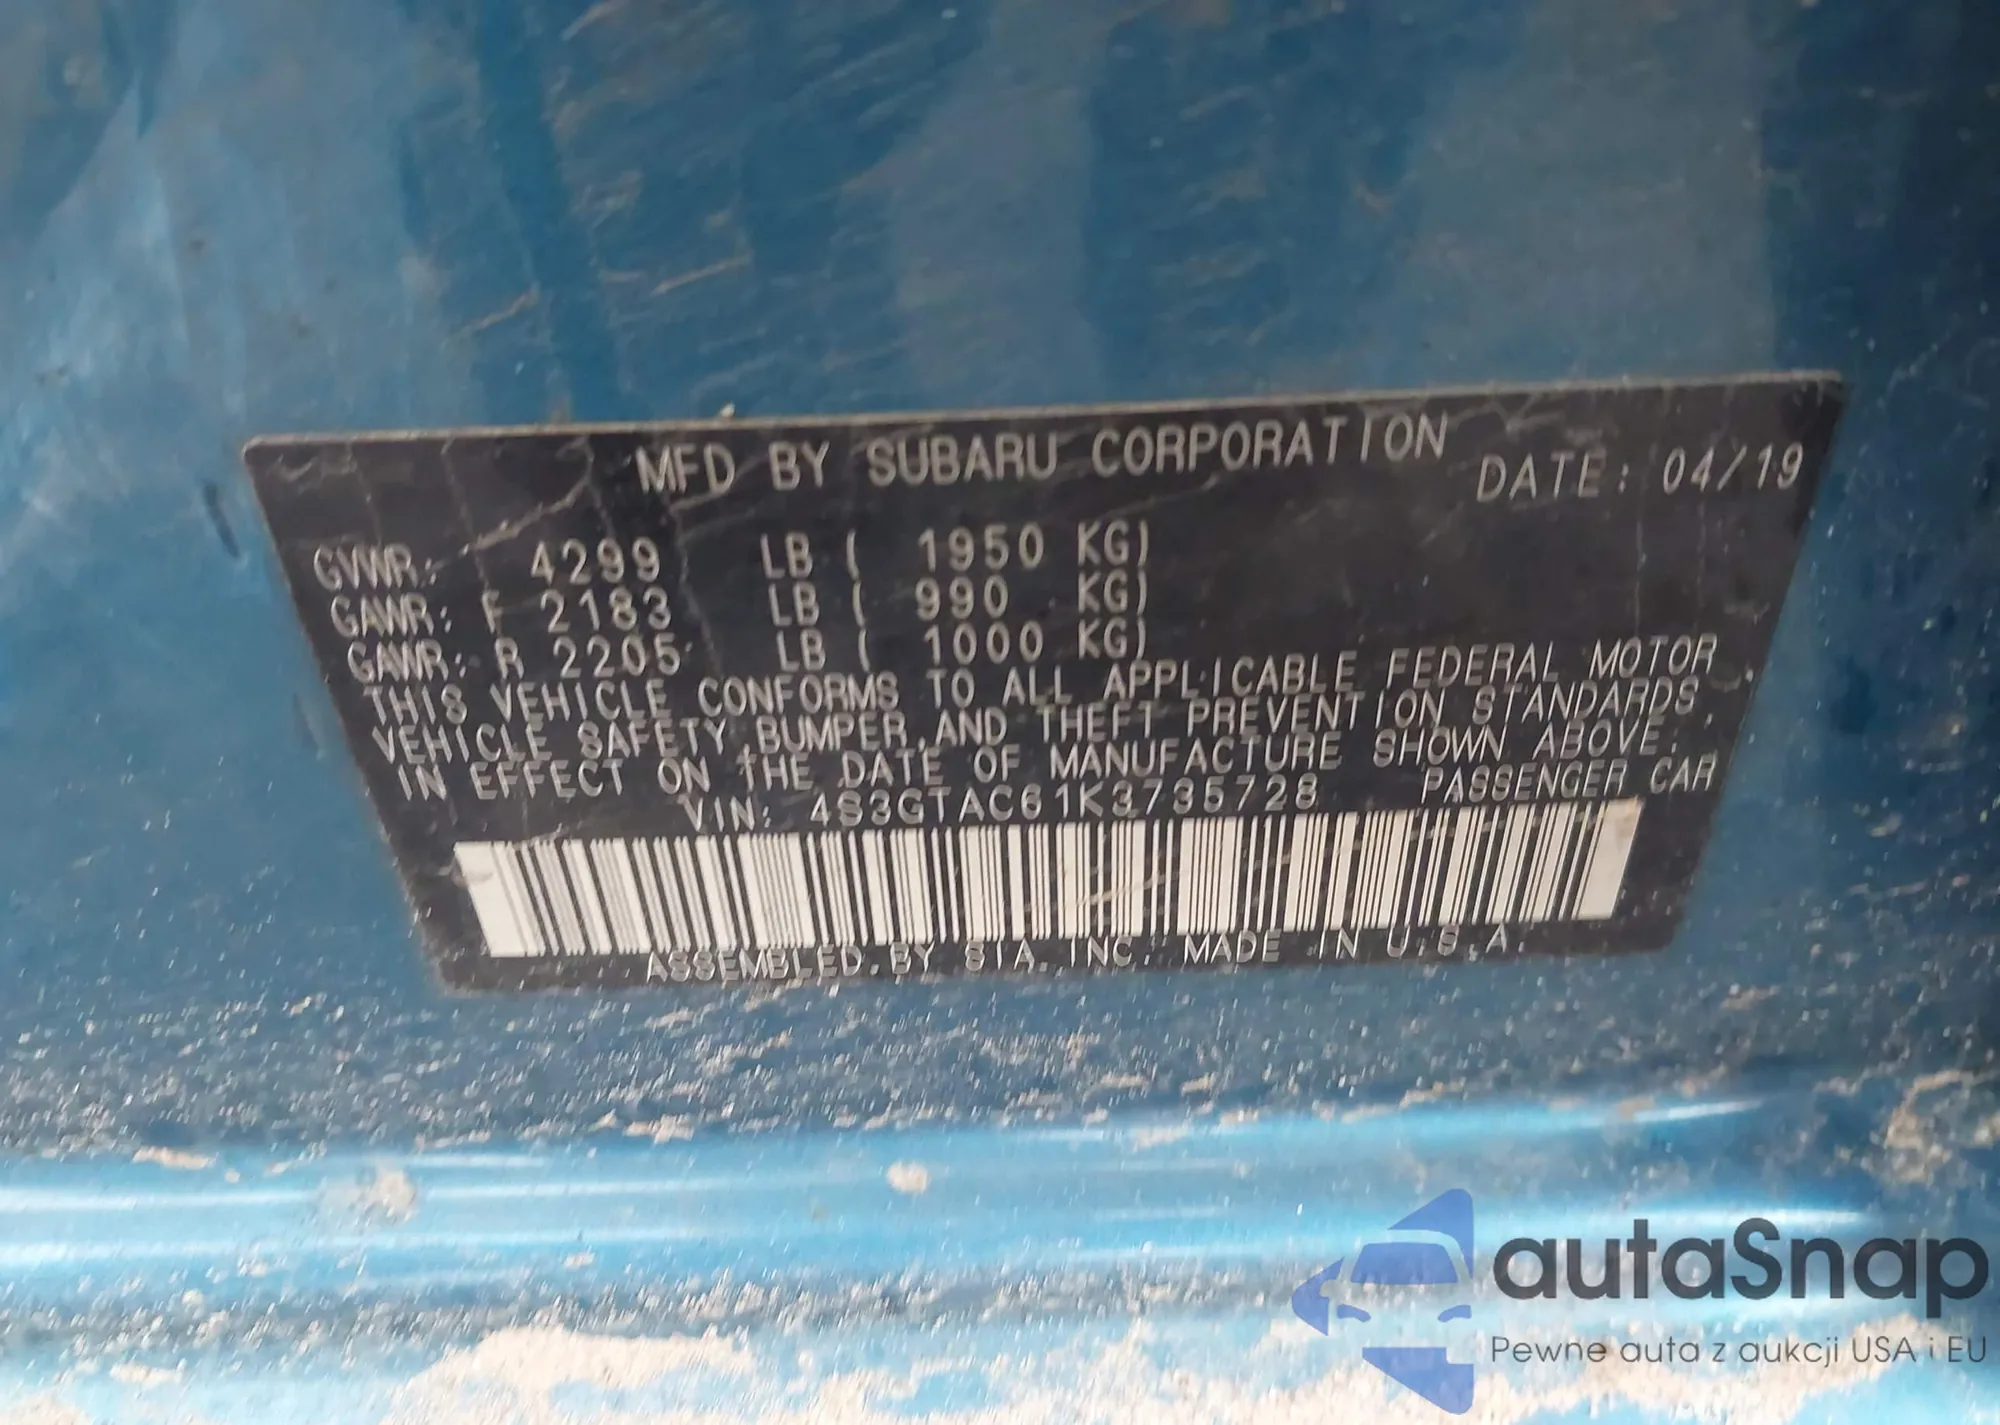 MFD BY SUBARU CORPORATION DATE: 04/19
GVWR: 4299 LB ( 1950 KG)
GAWR: F 2183 LB ( 990 KG)
GAWR: R 2205 LB ( 1000 KG)
THIS VEHICLE CONFORMS TO ALL APPLICABLE FEDERAL MOTOR
VEHICLE SAFETY, BUMPER, AND THEFT PREVENTION STANDARDS,
IN EFFECT ON THE DATE OF MANUFACTURE SHOWN ABOVE.
VIN: 4S3GTAC61K3735728 PASSENGER CAR
ASSEMBLED BY SIA, INC. MADE IN U.S.A.
autaSnap
Pewne auta z aukcji USA i EU